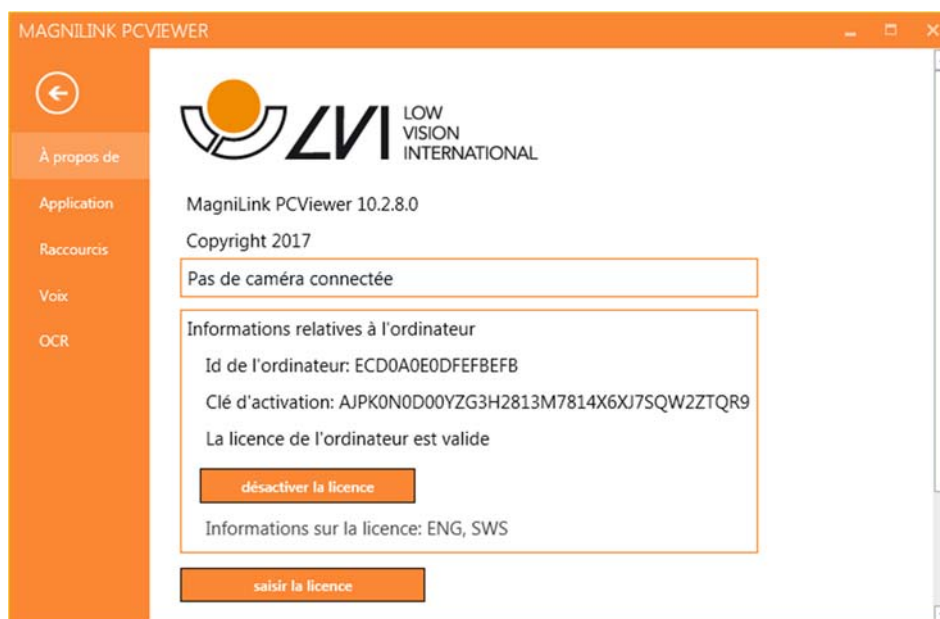 MAGNILINK PCVIEWER
LVI LOW
VISION
INTERNATIONAL
À propos de
Application
Raccourcis
Voix
OCR
MagniLink PCViewer 10.2.8.0
Copyright 2017
Pas de caméra connectée
Informations relatives à l'ordinateur
Id de l'ordinateur: ECD0A0E0DFEFBEFB
Clé d'activation: AJPK0N0D00YZG3H2813M7814X6XJ7SQW2ZTQR9
La licence de l'ordinateur est valide
désactiver la licence
Informations sur la licence: ENG, SWS
saisir la licence